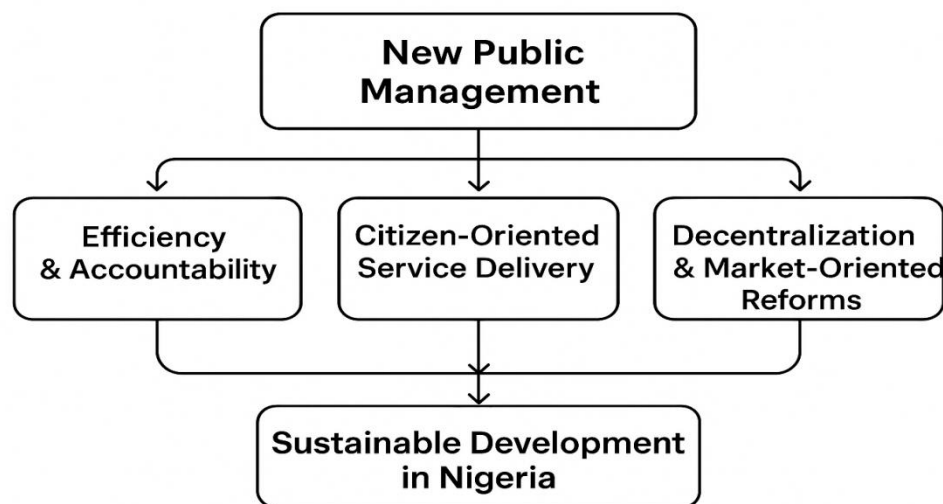 New Public
Management
Efficiency
& Accountability
Citizen-Oriented
Service Delivery
Decentralization
& Market-Oriented
Reforms
Sustainable Development
in Nigeria